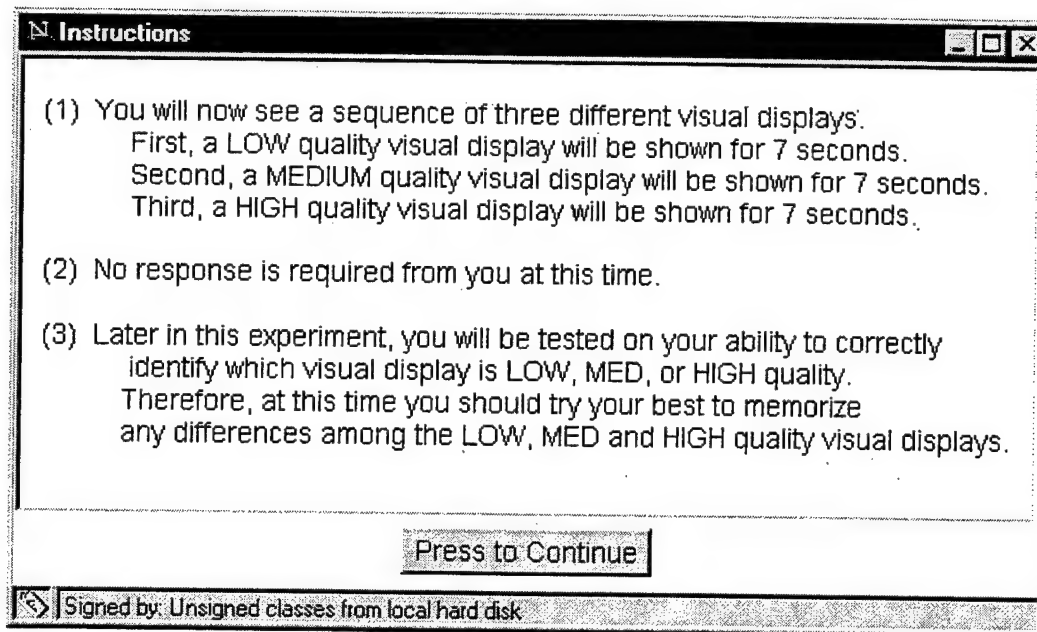 N Instructions
(1) You will now see a sequence of three different visual displays.
First, a LOW quality visual display will be shown for 7 seconds.
Second, a MEDIUM quality visual display will be shown for 7 seconds.
Third, a HIGH quality visual display will be shown for 7 seconds.
(2) No response is required from you at this time.
(3) Later in this experiment, you will be tested on your ability to correctly
identify which visual display is LOW, MED, or HIGH quality.
Therefore, at this time you should try your best to memorize
any differences among the LOW, MED and HIGH quality visual displays.
Press to Continue
Signed by: Unsigned classes from local hard disk